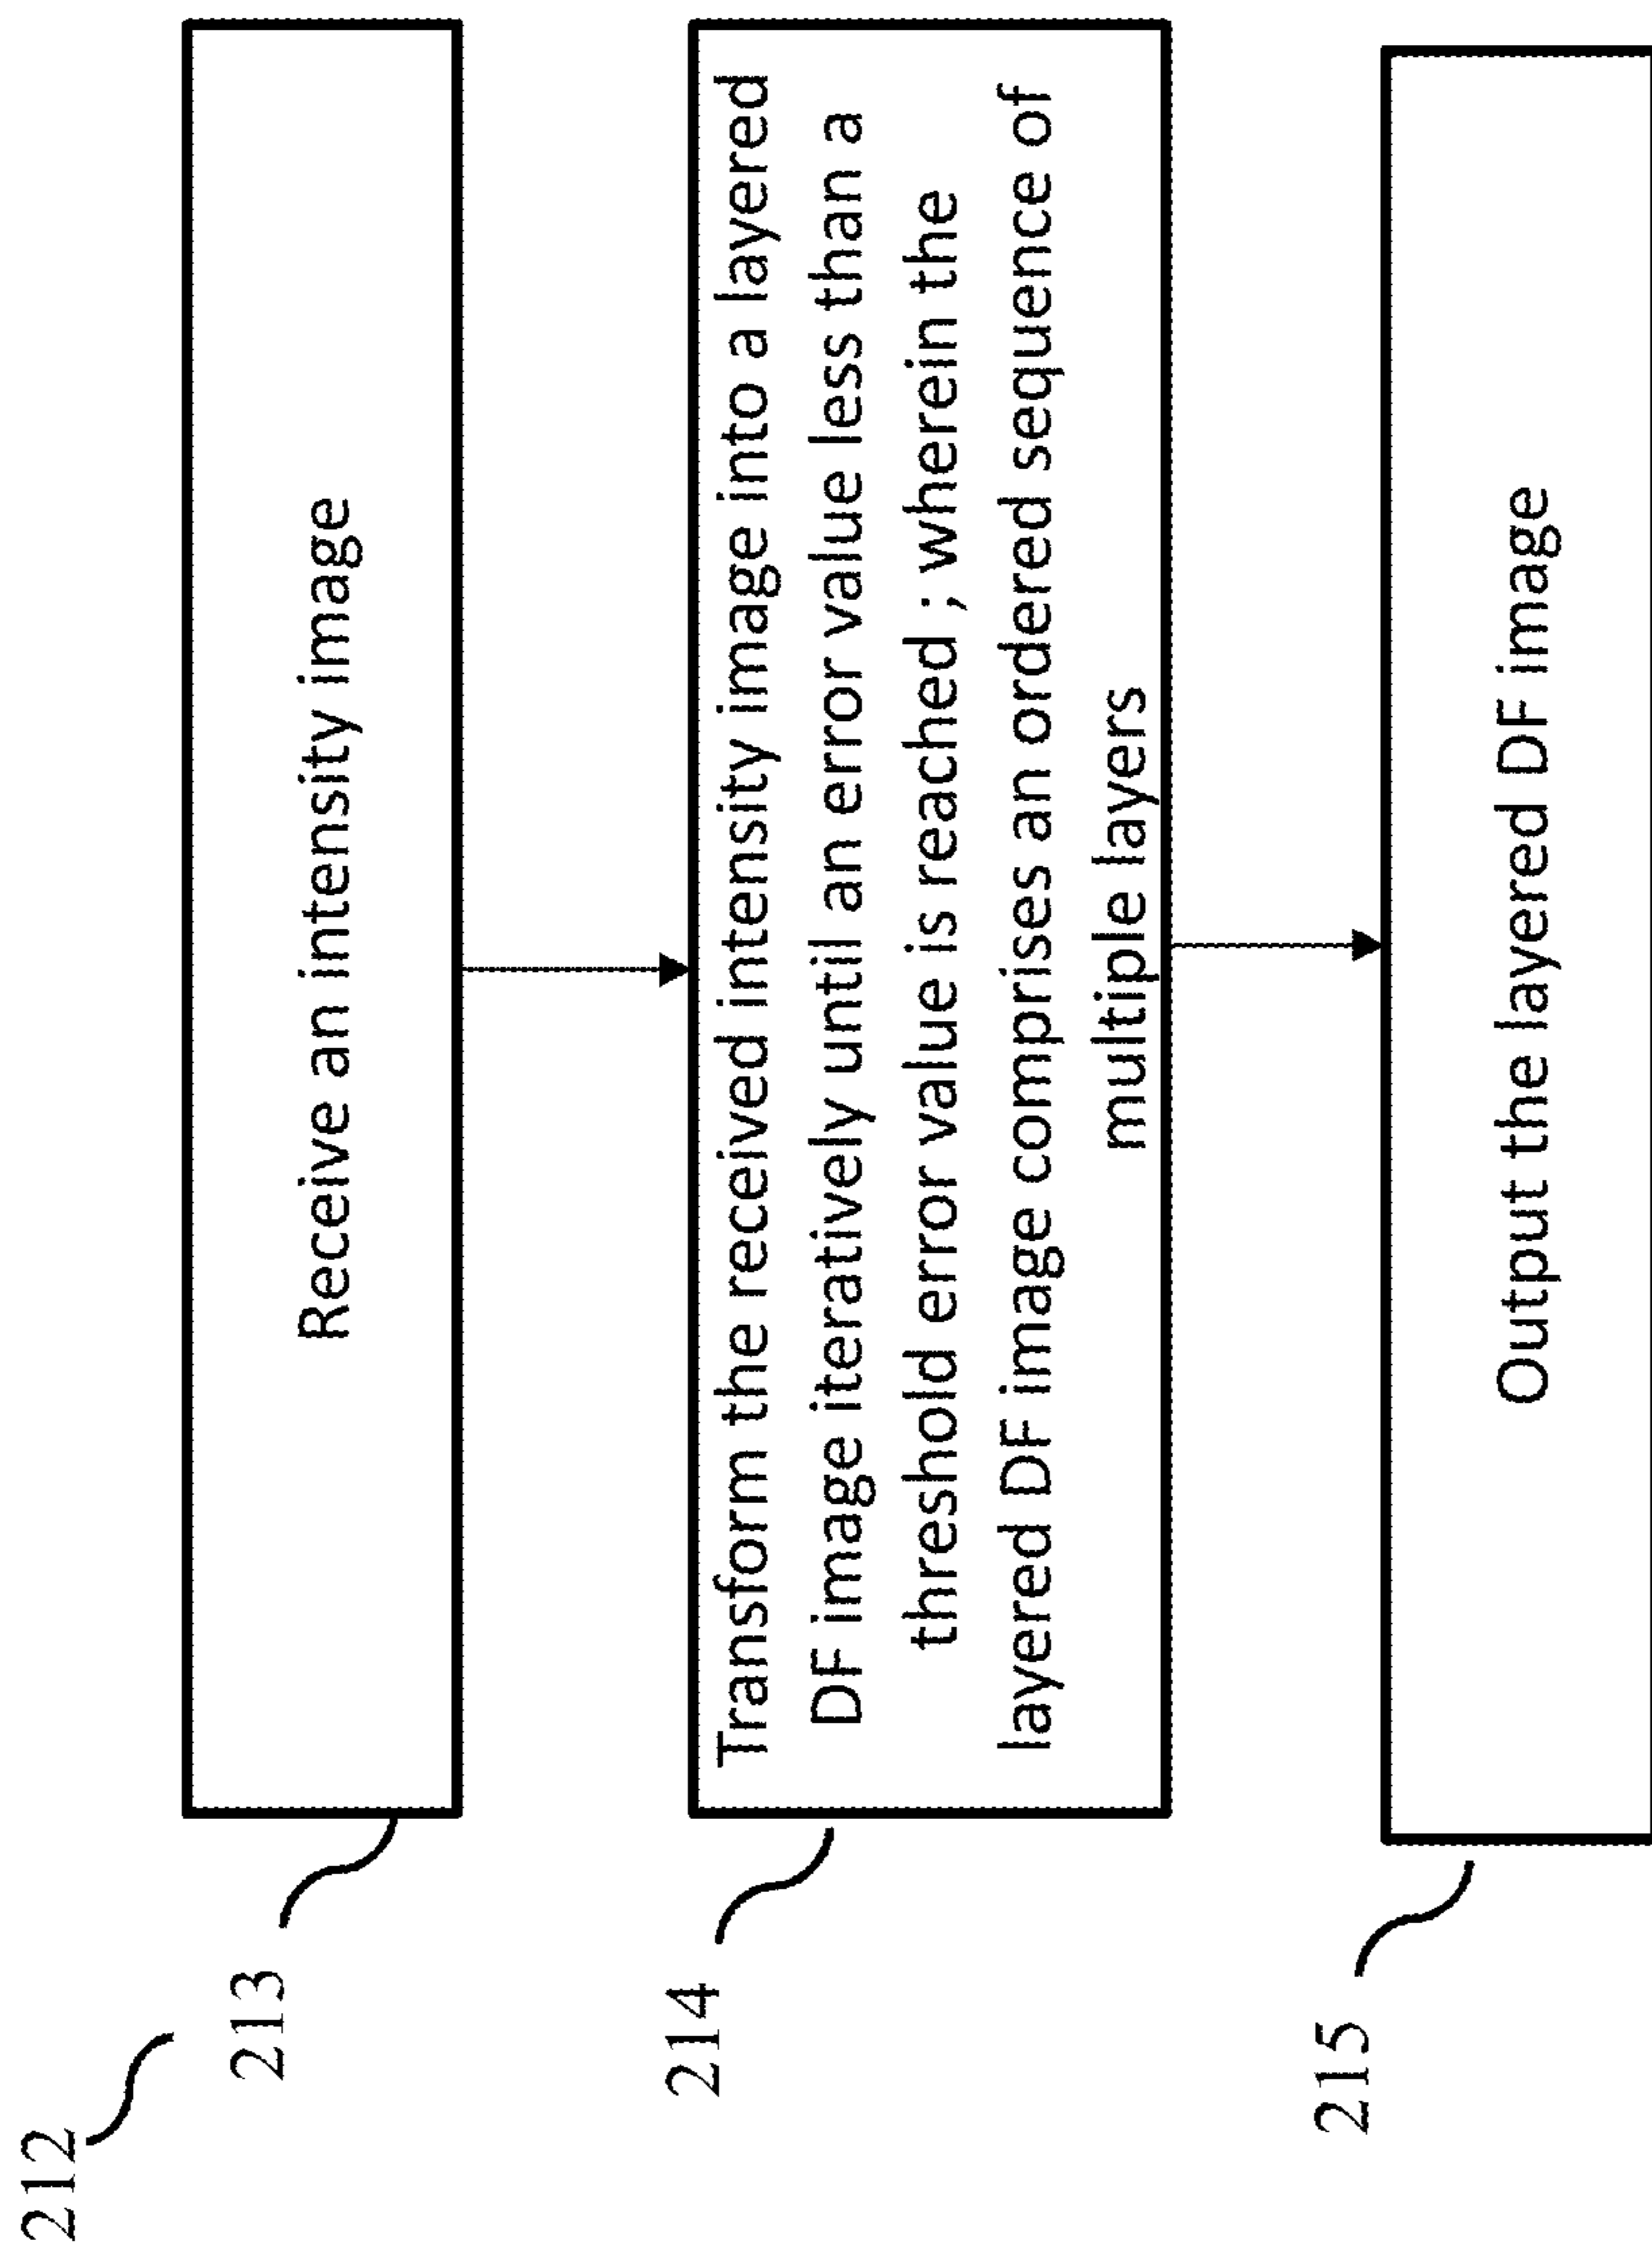 212
213
Receive an intensity image
214
Transform the received intensity image into a layered
DF image iteratively until an error value less than a
threshold error value is reached ; wherein the
layered DF image comprises an ordered sequence of
multiple layers
215
Output the layered DF image